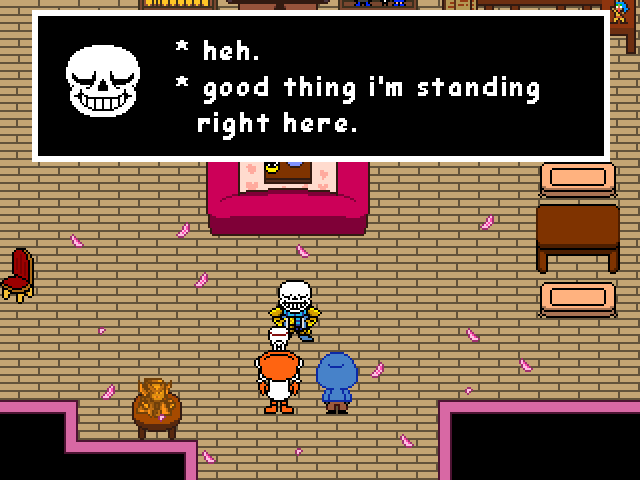 * heh.
* good thing i'm standing
right here.